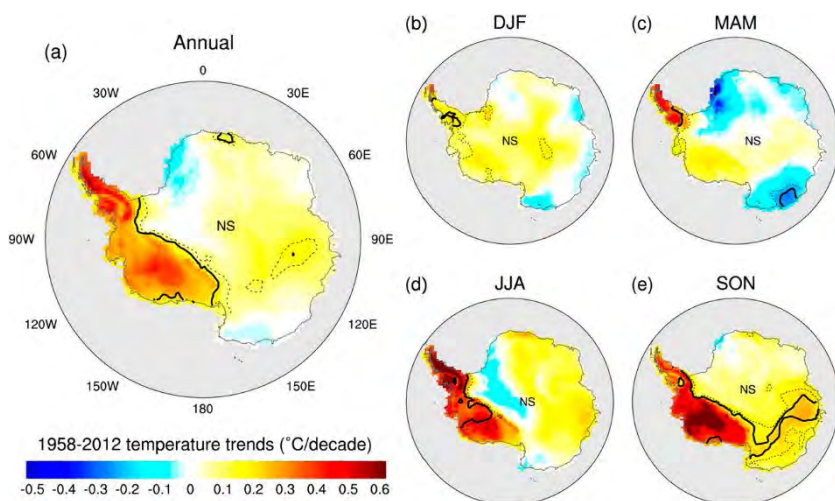 (a)
Annual
0
30W
30E
60W
60E
90W
90E
120W
120E
150W
150E
180
NS
1958-2012 temperature trends (°C/decade)
-0.5 -0.4 -0.3 -0.2 -0.1 0 0.1 0.2 0.3 0.4 0.5 0.6
(b)
DJF
NS
(c)
MAM
NS
(d)
JJA
NS
(e)
SON
NS